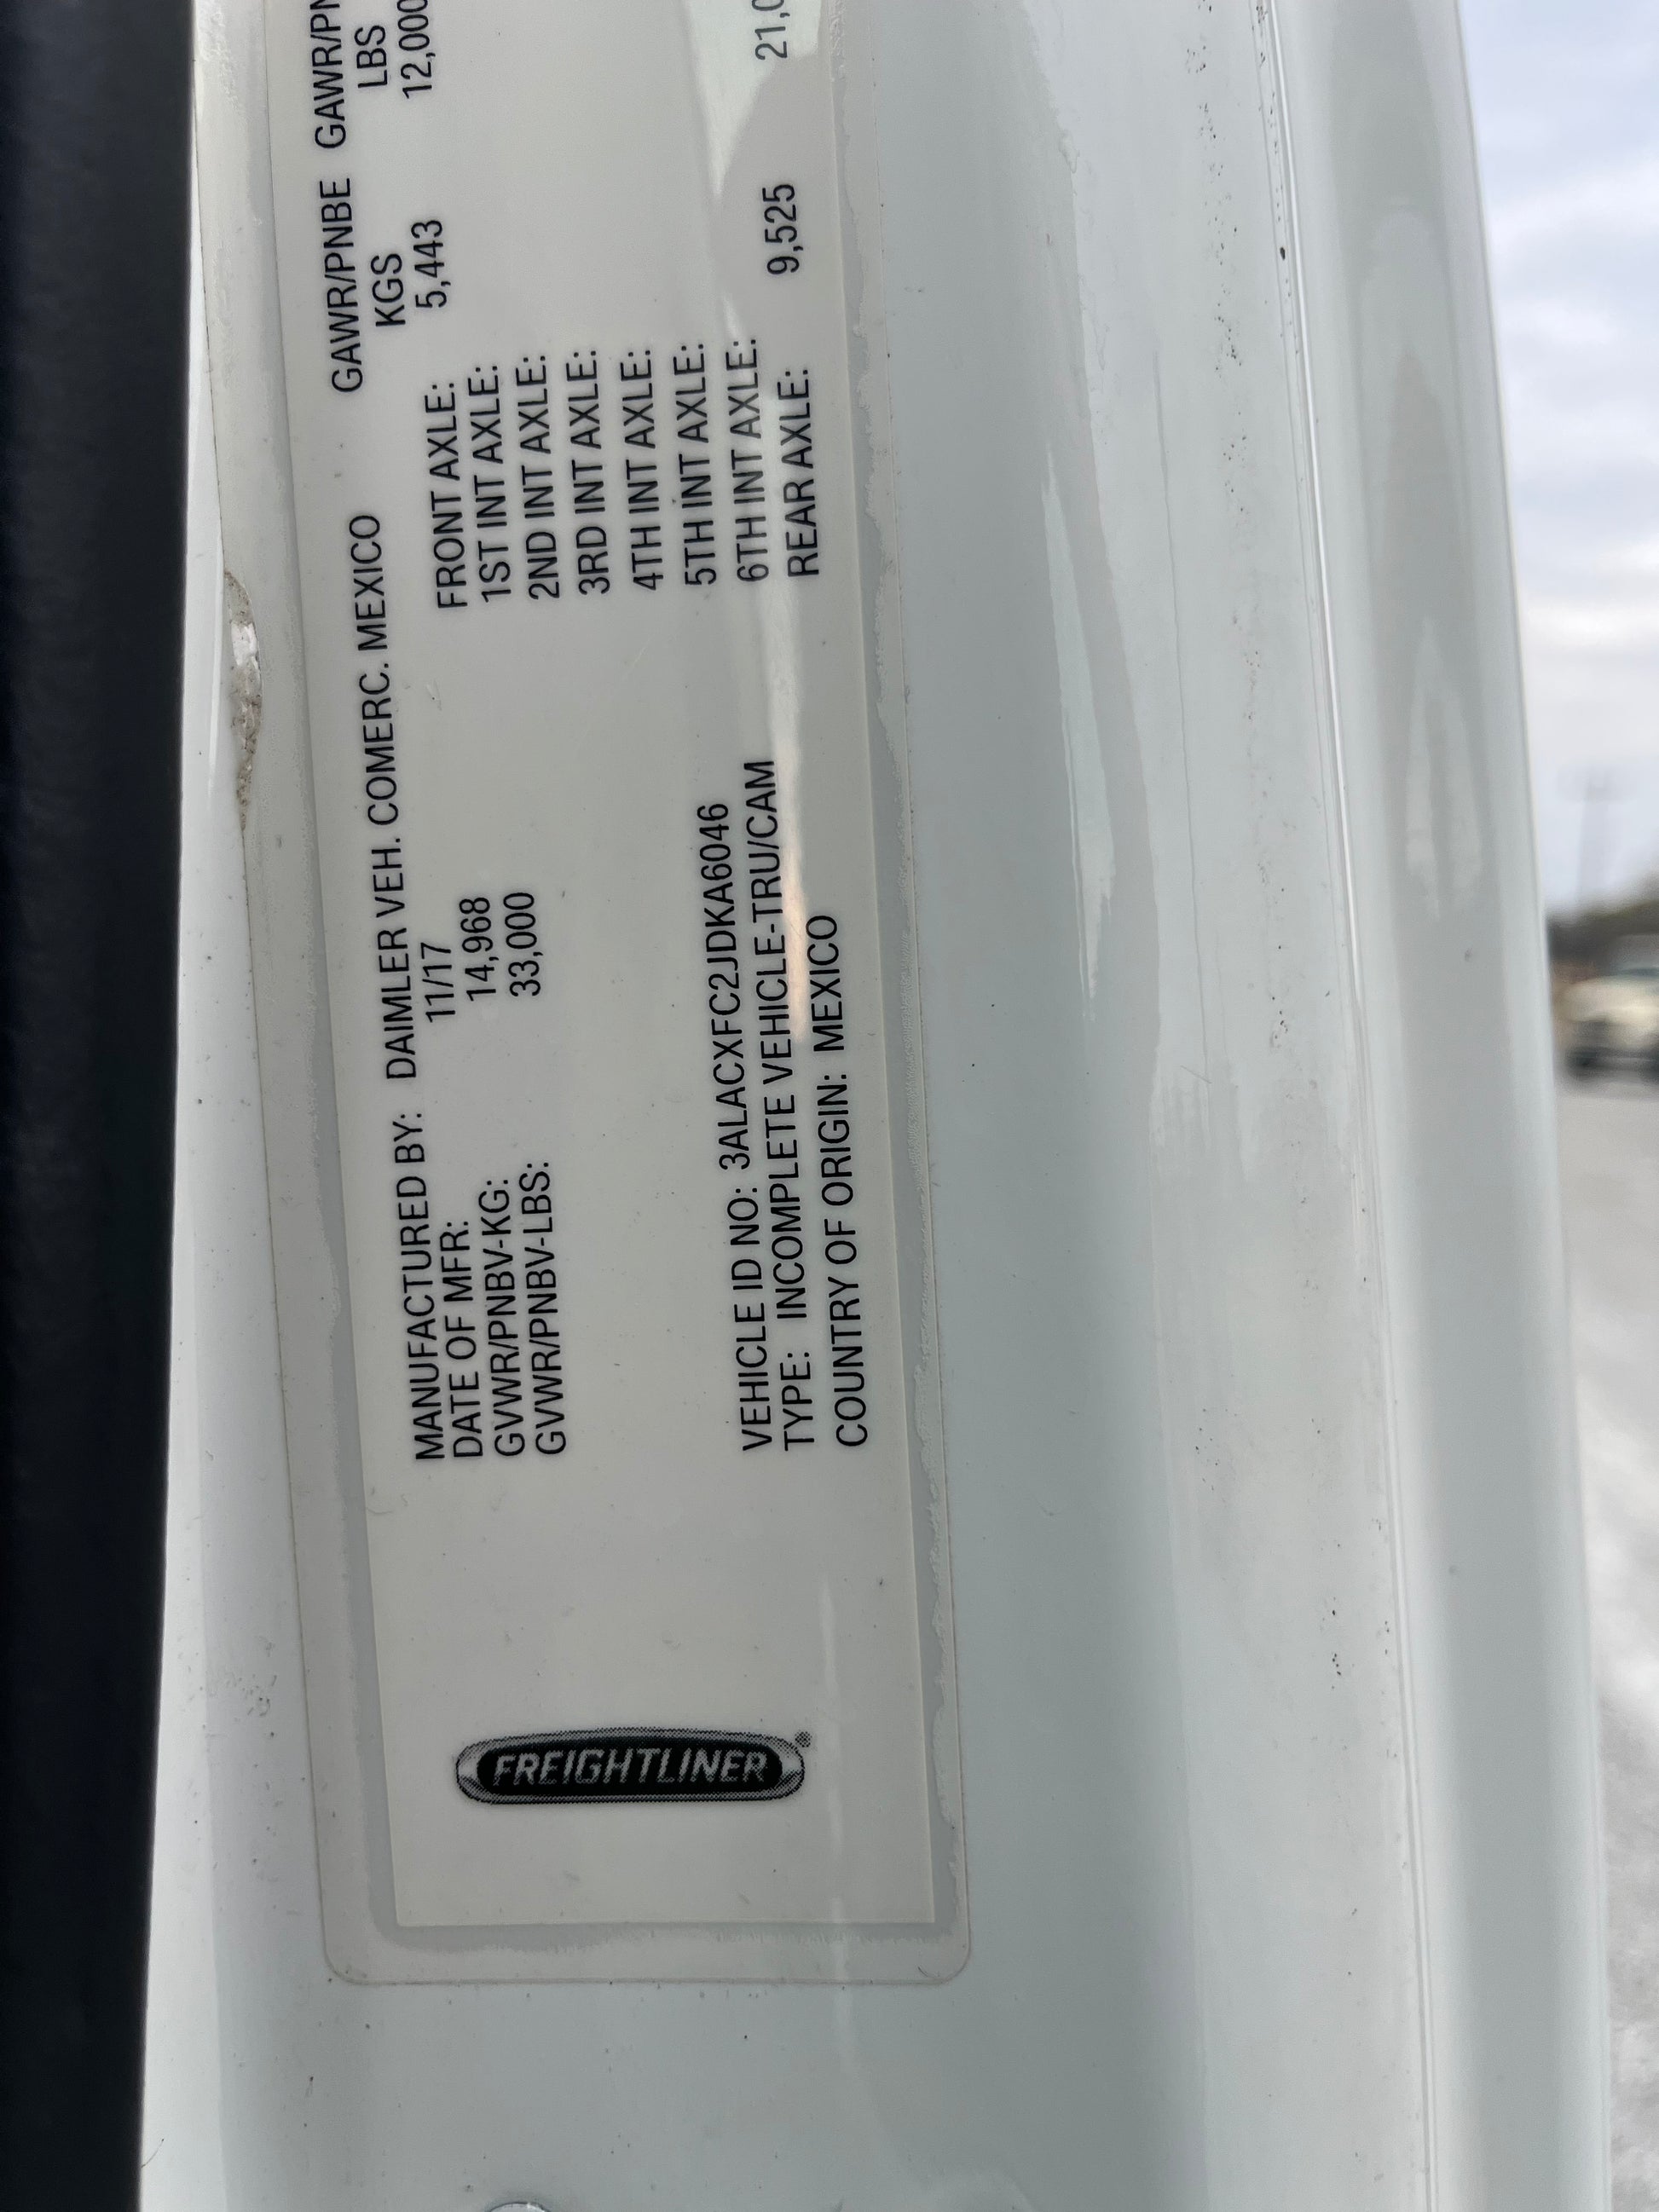 FREIGHTLINER®
MANUFACTURED BY: DAIMLER VEH. COMERC. MEXICO
DATE OF MFR: 11/17
GVWR/PNBV-KG: 14,968
GVWR/PNBV-LBS: 33,000
VEHICLE ID NO: 3ALACXFC2JDKA6046
TYPE: INCOMPLETE VEHICLE-TRU/CAM
COUNTRY OF ORIGIN: MEXICO
GAWR/PNBE GAWR/PN
KGS LBS
FRONT AXLE: 5,443 12,000
1ST INT AXLE:
2ND INT AXLE:
3RD INT AXLE:
4TH INT AXLE:
5TH INT AXLE:
6TH INT AXLE:
REAR AXLE: 9,525 21,0